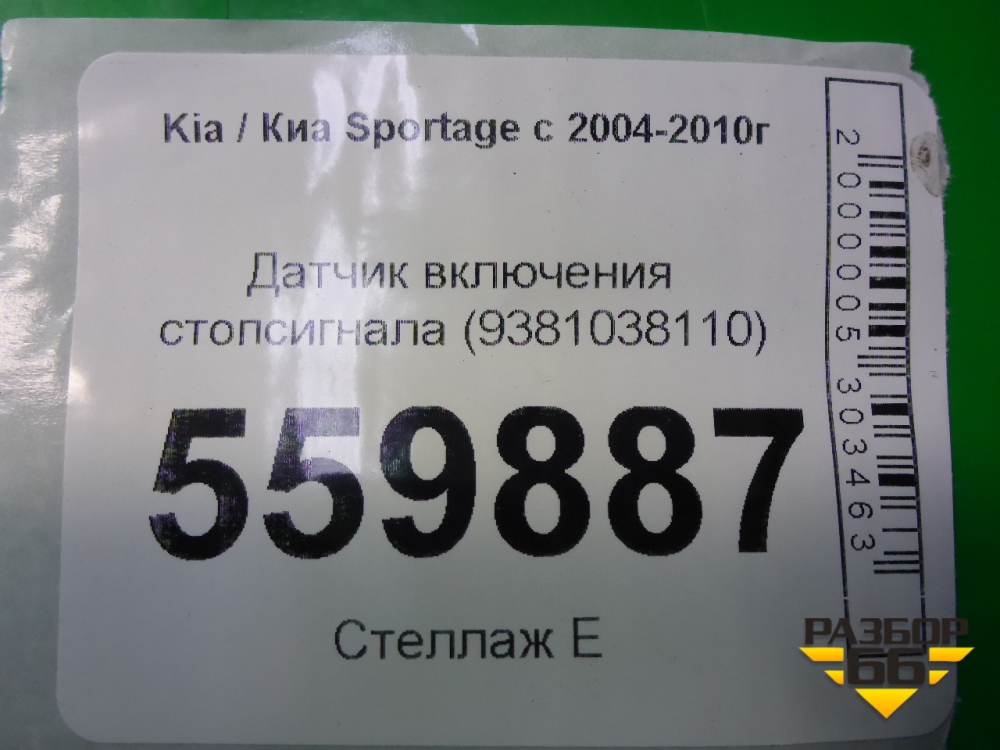 Kia / Киа Sportage с 2004-2010г
Датчик включения
стопсигнала (9381038110)
559887
Стеллаж Е
2000005303463
РАЗБОР
66